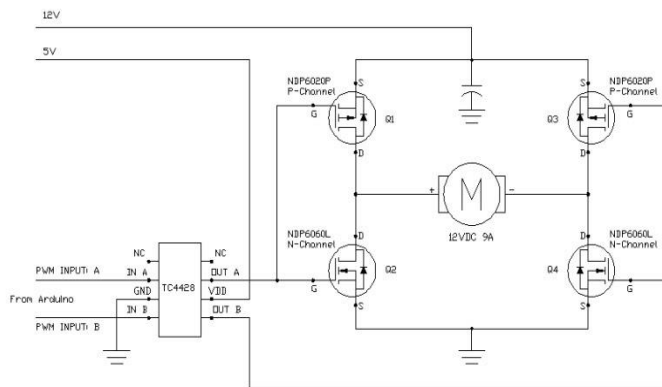 12V
5V
NDP6020P
P-Channel
S
G
Q1
D
NDP6020P
P-Channel
S
G
Q3
D
+
M
-
12VDC 9A
NDP6060L
N-Channel
D
G
Q2
S
NDP6060L
N-Channel
D
G
Q4
S
NC
NC
PWM INPUT: A
IN A
OUT A
TC4428
GND
VDD
From Arduino
IN B
OUT B
PWM INPUT: B